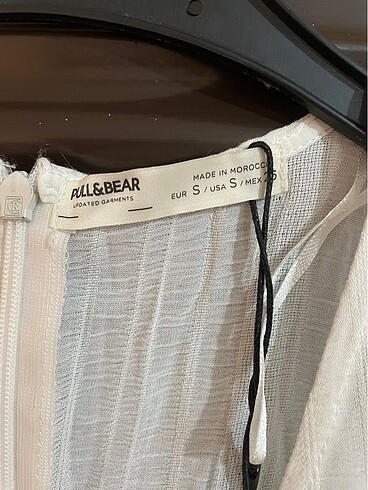 PULL&BEAR
UPDATED GARMENTS
MADE IN MOROCCO
EUR S / USA S / MEX